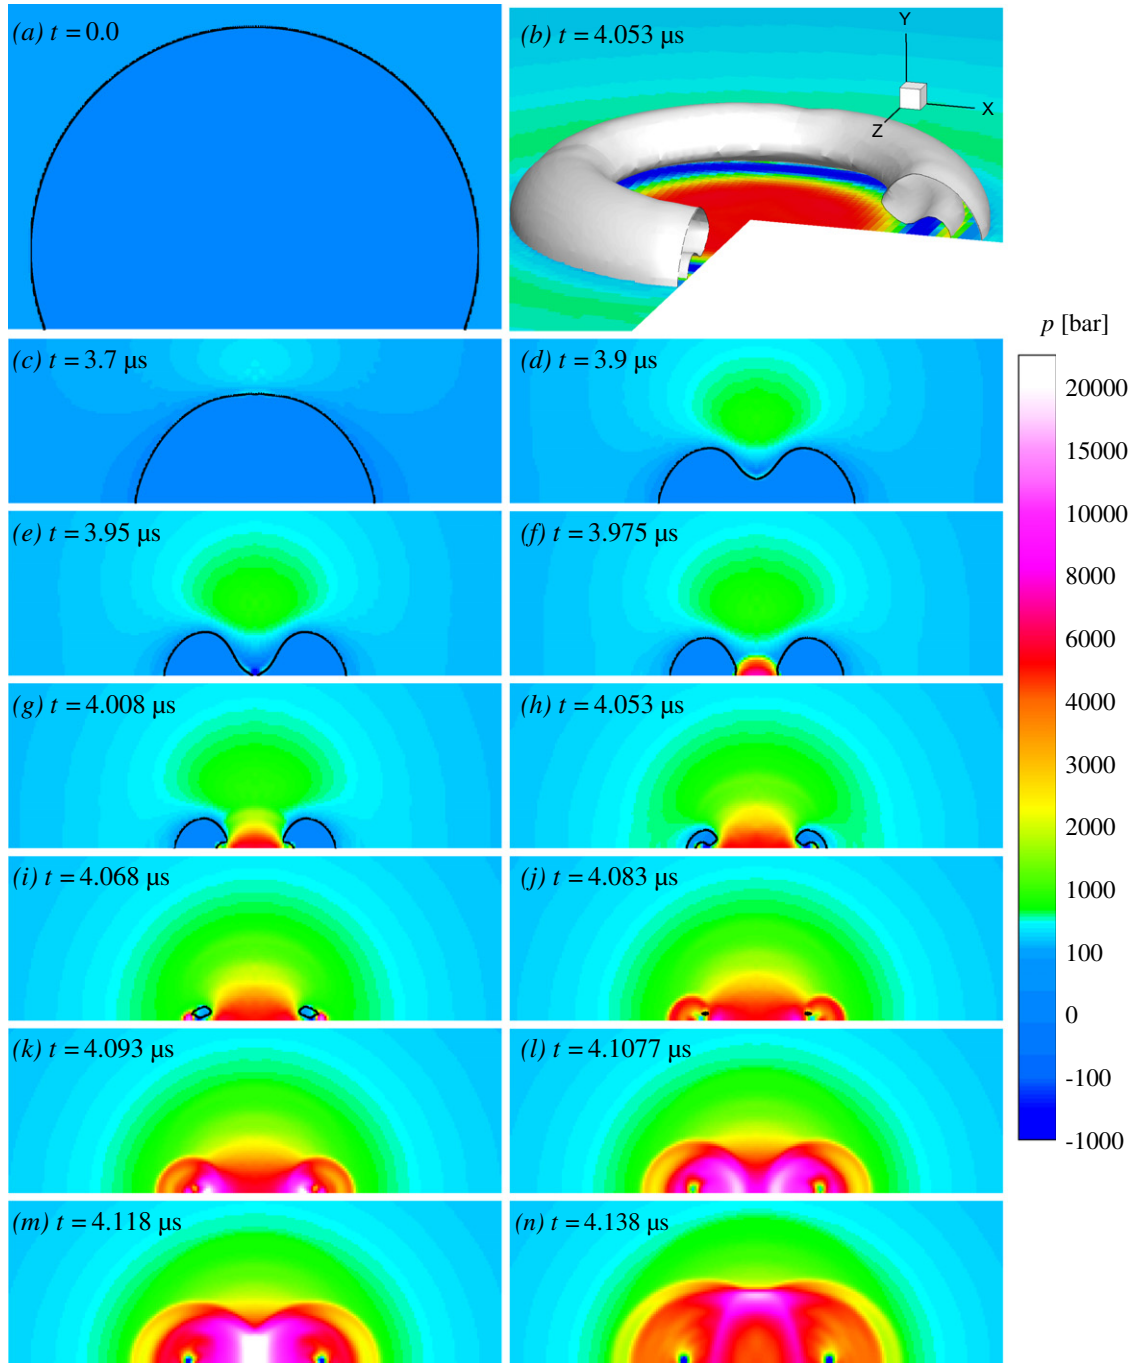 (a) t = 0.0
(b) t = 4.053 µs
Y
X
Z
p [bar]
(c) t = 3.7 µs
(d) t = 3.9 µs
20000
15000
10000
8000
6000
4000
3000
2000
1000
100
0
-100
-1000
(e) t = 3.95 µs
(f) t = 3.975 µs
(g) t = 4.008 µs
(h) t = 4.053 µs
(i) t = 4.068 µs
(j) t = 4.083 µs
(k) t = 4.093 µs
(l) t = 4.1077 µs
(m) t = 4.118 µs
(n) t = 4.138 µs